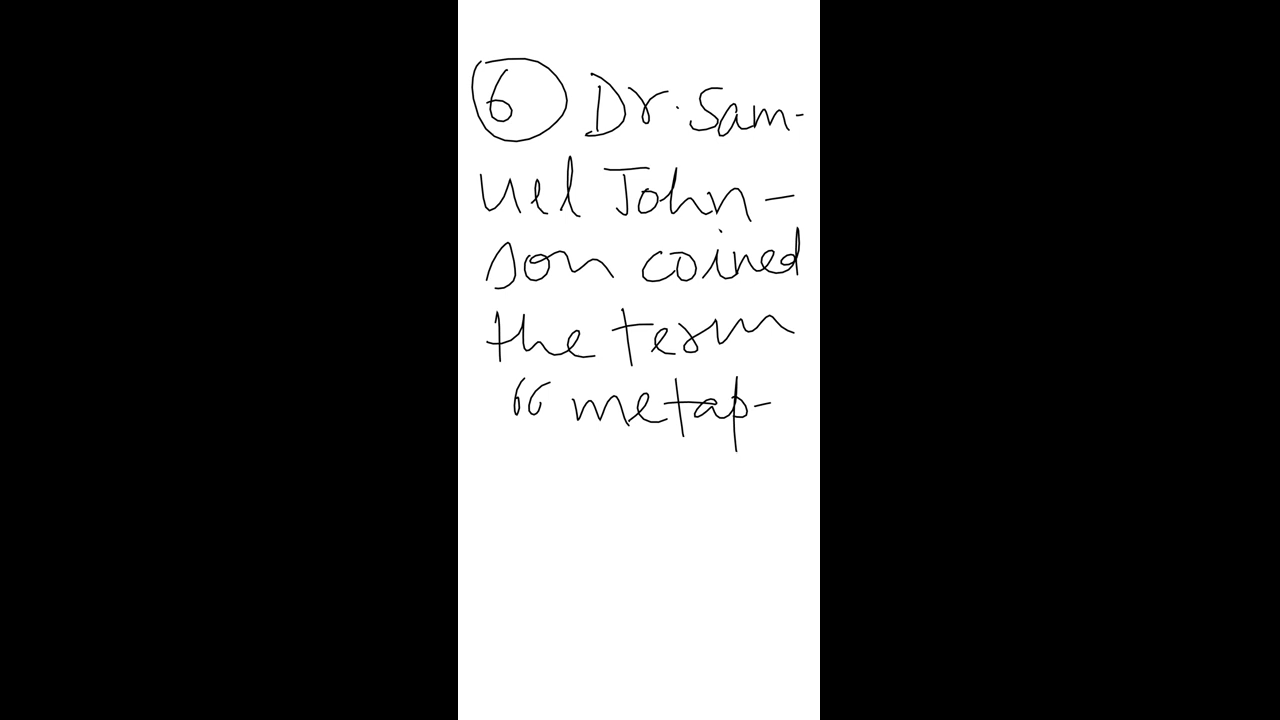 6 Dr. Sam-
uel John-
son coined
the term
“metap-